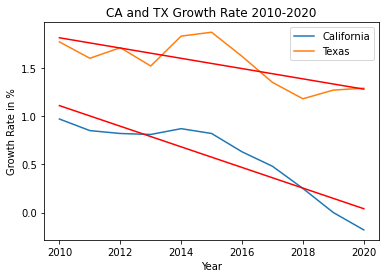 CA and TX Growth Rate 2010-2020
California
Texas
1.5
1.0
0.5
0.0
Growth Rate in %
2010 2012 2014 2016 2018 2020
Year